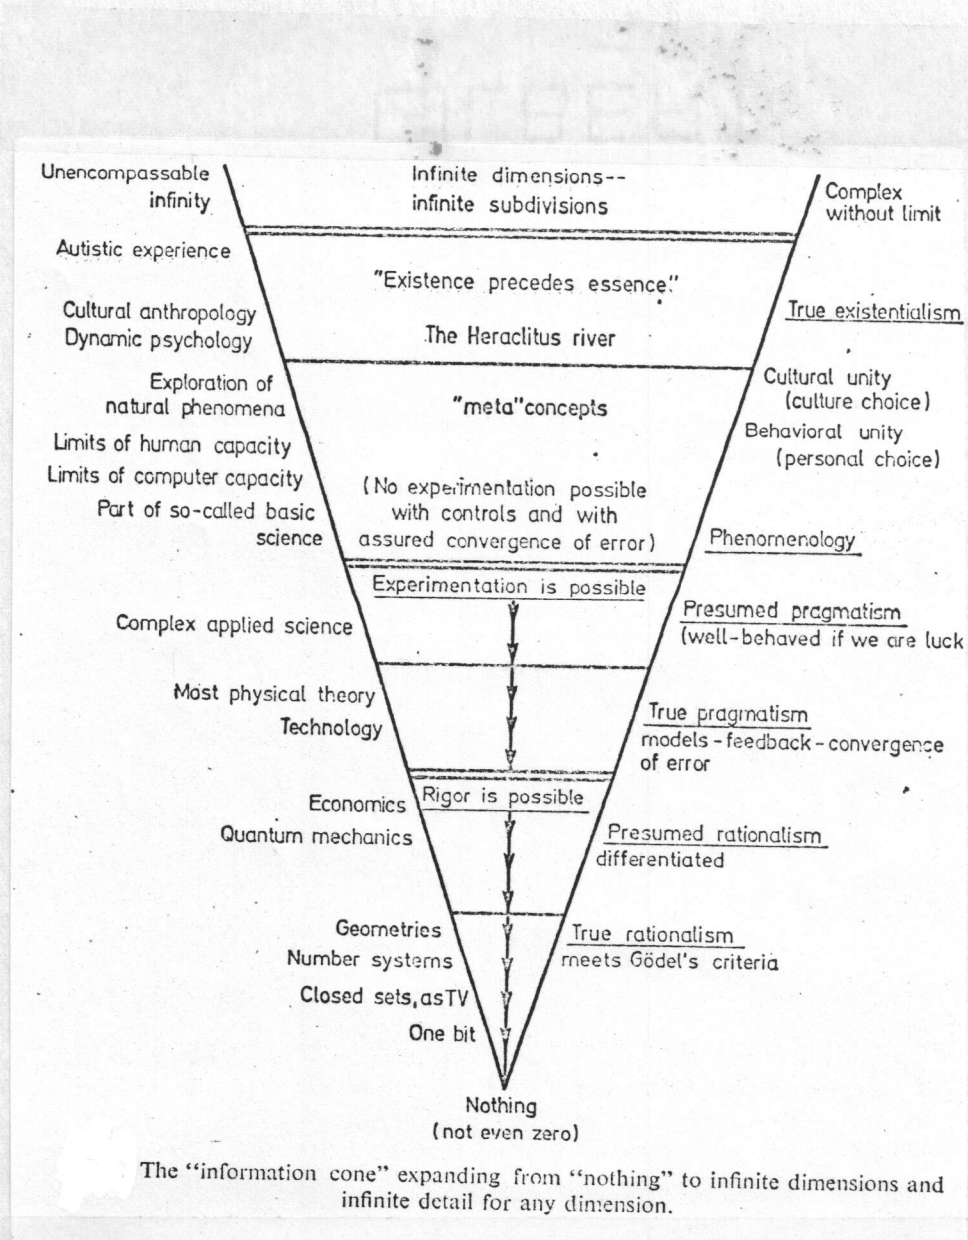 Unencompassable
infinity
Infinite dimensions--
infinite subdivisions
Complex
without limit
Autistic experience
"Existence precedes essence."
Cultural anthropology
Dynamic psychology
The Heraclitus river
True existentialism
Exploration of
natural phenomena
"meta" concepts
Cultural unity
(culture choice)
Limits of human capacity
Behavioral unity
(personal choice)
Limits of computer capacity
Part of so-called basic
science
(No experimentation possible
with controls and with
assured convergence of error)
Phenomenology
Experimentation is possible
Complex applied science
Presumed pragmatism
(well-behaved if we are luck
Most physical theory
Technology
True pragmatism
models-feedback-convergence
of error
Economics
Rigor is possible
Quantum mechanics
Presumed rationalism
differentiated
Geometries
Number systems
True rationalism
meets Gödel's criteria
Closed sets, as TV
One bit
Nothing
(not even zero)
The "information cone" expanding from "nothing" to infinite dimensions and
infinite detail for any dimension.